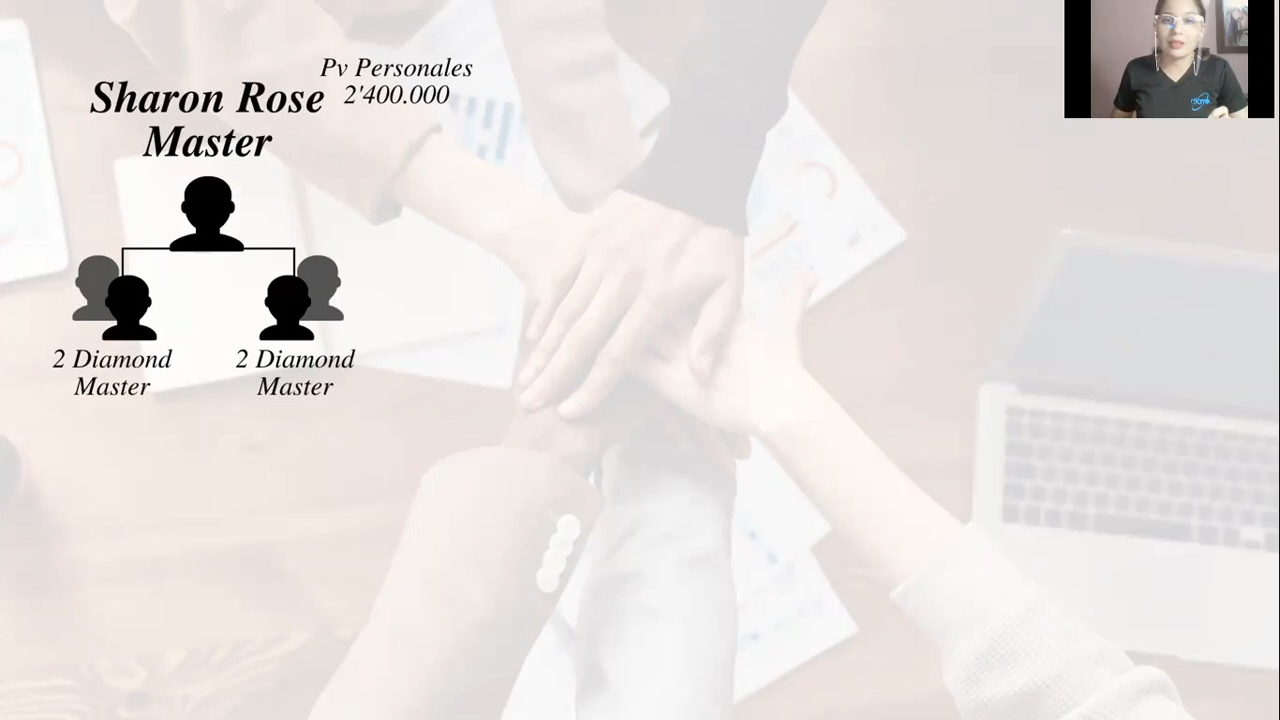 Pv Personales
2'400.000
Sharon Rose
Master
2 Diamond
Master
2 Diamond
Master